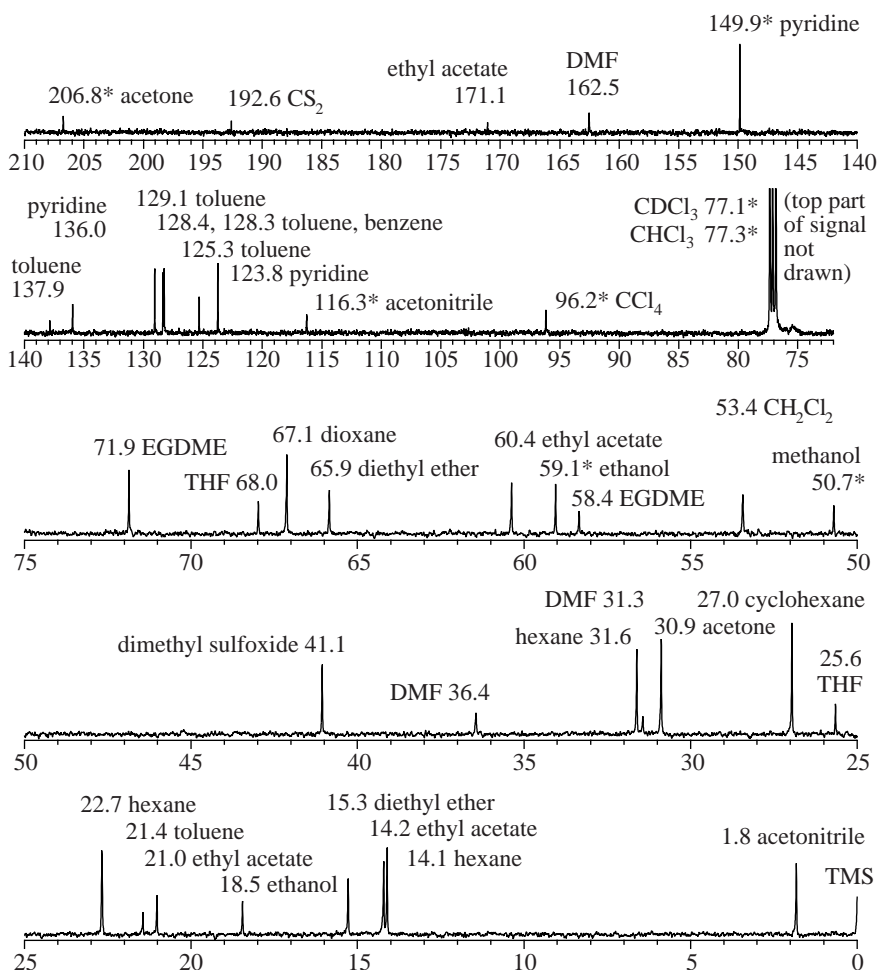 149.9* pyridine
DMF
162.5
ethyl acetate
171.1
206.8* acetone
192.6 CS2
210 205 200 195 190 185 180 175 170 165 160 155 150 145 140
129.1 toluene
pyridine
136.0
128.4, 128.3 toluene, benzene
125.3 toluene
toluene
137.9
123.8 pyridine
116.3* acetonitrile
96.2* CCl4
CDCl3 77.1*
CHCl3 77.3*
(top part
of signal
not
drawn)
140 135 130 125 120 115 110 105 100 95 90 85 80 75
53.4 CH2Cl2
71.9 EGDME
67.1 dioxane
THF 68.0
65.9 diethyl ether
60.4 ethyl acetate
59.1* ethanol
58.4 EGDME
methanol
50.7*
75 70 65 60 55 50
DMF 31.3
27.0 cyclohexane
dimethyl sulfoxide 41.1
hexane 31.6
30.9 acetone
25.6
THF
DMF 36.4
50 45 40 35 30 25
22.7 hexane
21.4 toluene
21.0 ethyl acetate
18.5 ethanol
15.3 diethyl ether
14.2 ethyl acetate
14.1 hexane
1.8 acetonitrile
TMS
25 20 15 10 5 0